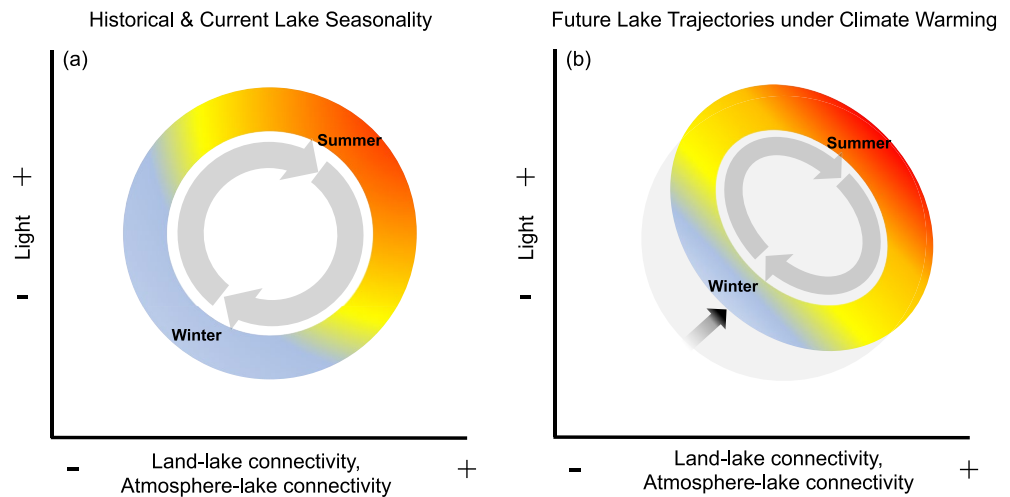 Historical & Current Lake Seasonality
(a)
Summer
Winter
+
Light
-
-
Land-lake connectivity,
Atmosphere-lake connectivity
+
Future Lake Trajectories under Climate Warming
(b)
Summer
Winter
+
Light
-
-
Land-lake connectivity,
Atmosphere-lake connectivity
+